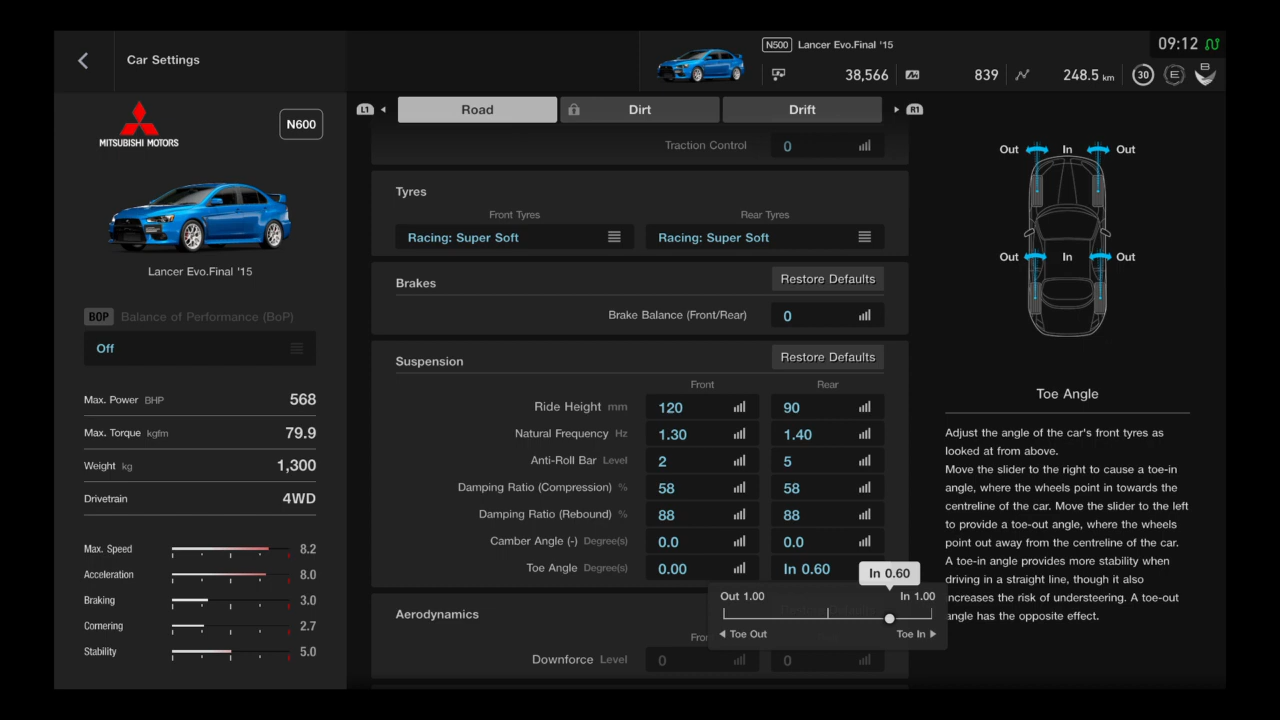 Car Settings
N500 Lancer Evo.Final '15
09:12
38,566
839
248.5 km
30
E
B
MITSUBISHI MOTORS
N600
Lancer Evo.Final '15
BOP Balance of Performance (BoP)
Off
Max. Power BHP 568
Max. Torque kgfm 79.9
Weight kg 1,300
Drivetrain 4WD
Max. Speed 8.2
Acceleration 8.0
Braking 3.0
Cornering 2.7
Stability 5.0
L1 Road Dirt Drift R1
Traction Control 0
Tyres
Front Tyres Rear Tyres
Racing: Super Soft Racing: Super Soft
Brakes Restore Defaults
Brake Balance (Front/Rear) 0
Suspension Restore Defaults
Front Rear
Ride Height mm 120 90
Natural Frequency Hz 1.30 1.40
Anti-Roll Bar Level 2 5
Damping Ratio (Compression) % 58 58
Damping Ratio (Rebound) % 88 88
Camber Angle (-) Degree(s) 0.0 0.0
Toe Angle Degree(s) 0.00 In 0.60
In 0.60
Out 1.00 In 1.00
Toe Out Toe In
Aerodynamics
Downforce Level 0 0
Out In Out
Out In Out
Toe Angle
Adjust the angle of the car's front tyres as
looked at from above.
Move the slider to the right to cause a toe-in
angle, where the wheels point in towards the
centreline of the car. Move the slider to the left
to provide a toe-out angle, where the wheels
point out away from the centreline of the car.
A toe-in angle provides more stability when
driving in a straight line, though it also
increases the risk of understeering. A toe-out
angle has the opposite effect.